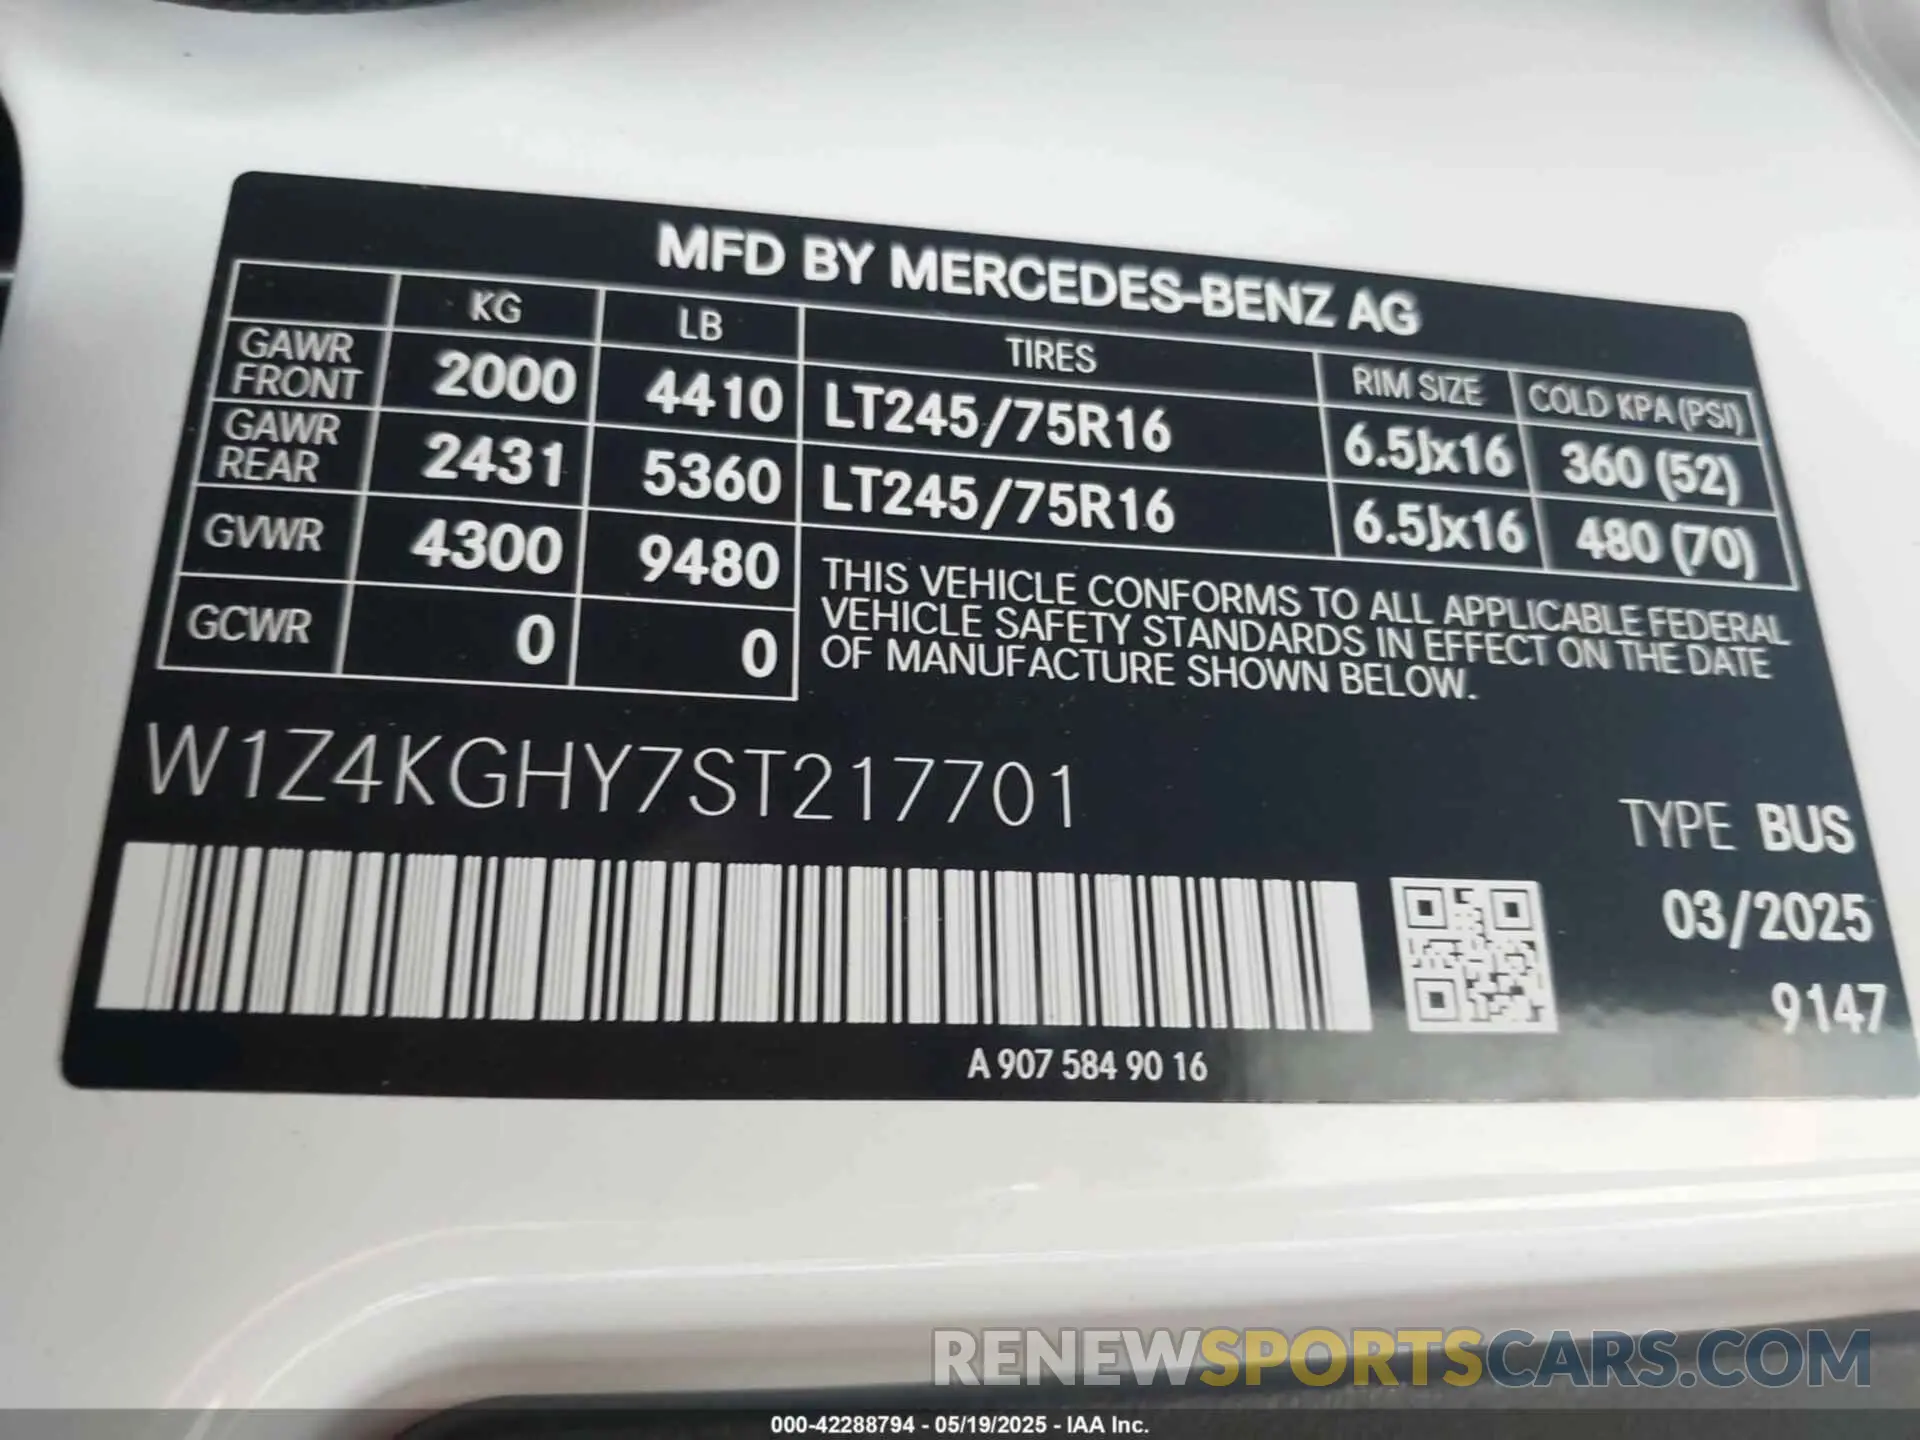 MFD BY MERCEDES-BENZ AG
KG LB TIRES RIM SIZE COLD KPA (PSI)
GAWR FRONT 2000 4410 LT245/75R16 6.5Jx16 360 (52)
GAWR REAR 2431 5360 LT245/75R16 6.5Jx16 480 (70)
GVWR 4300 9480
GCWR 0 0
THIS VEHICLE CONFORMS TO ALL APPLICABLE FEDERAL
VEHICLE SAFETY STANDARDS IN EFFECT ON THE DATE
OF MANUFACTURE SHOWN BELOW.
W1Z4KGHY7ST217701
TYPE BUS
03/2025
9147
A 907 584 90 16
RENEWSPORTSCARS.COM
000-42288794 - 05/19/2025 - IAA Inc.